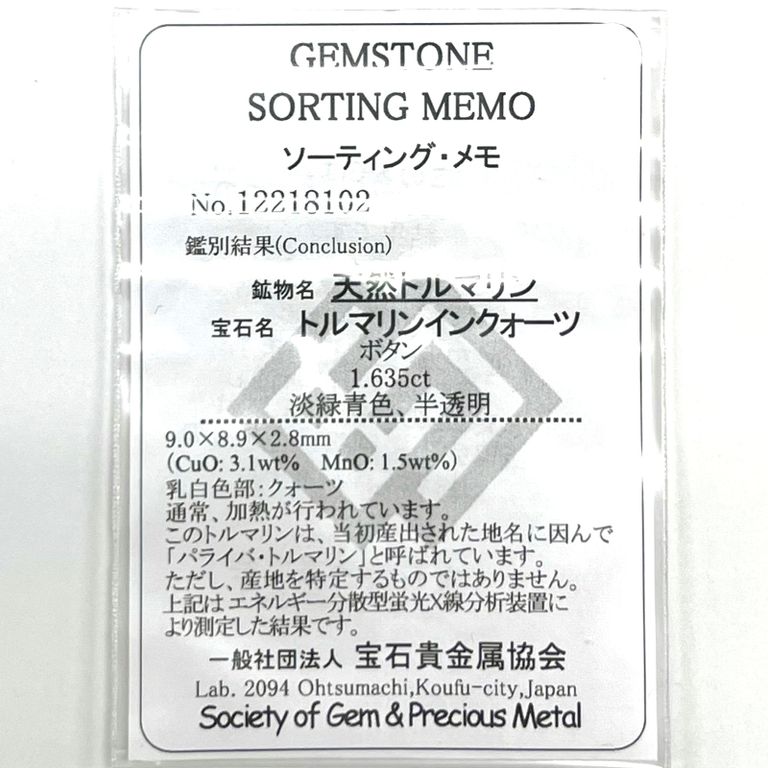 GEMSTONE
SORTING MEMO
ソーティング・メモ
No.12218102
鑑別結果(Conclusion)
鉱物名 天然トルマリン
宝石名 トルマリンインクォーツ
ボタン
1.635ct
淡緑青色、半透明
9.0×8.9×2.8mm
(CuO: 3.1wt% MnO: 1.5wt%)
乳白色部:クォーツ
通常、加熱が行われています。
このトルマリンは、当初産出された地名に因んで
「パライバ・トルマリン」と呼ばれています。
ただし、産地を特定するものではありません。
上記は エネルギー分散型蛍光X線分析装置に
より測定した結果です。
一般社団法人 宝石貴金属協会
Lab. 2094 Ohtsumachi,Koufu-city,Japan
Society of Gem & Precious Metal